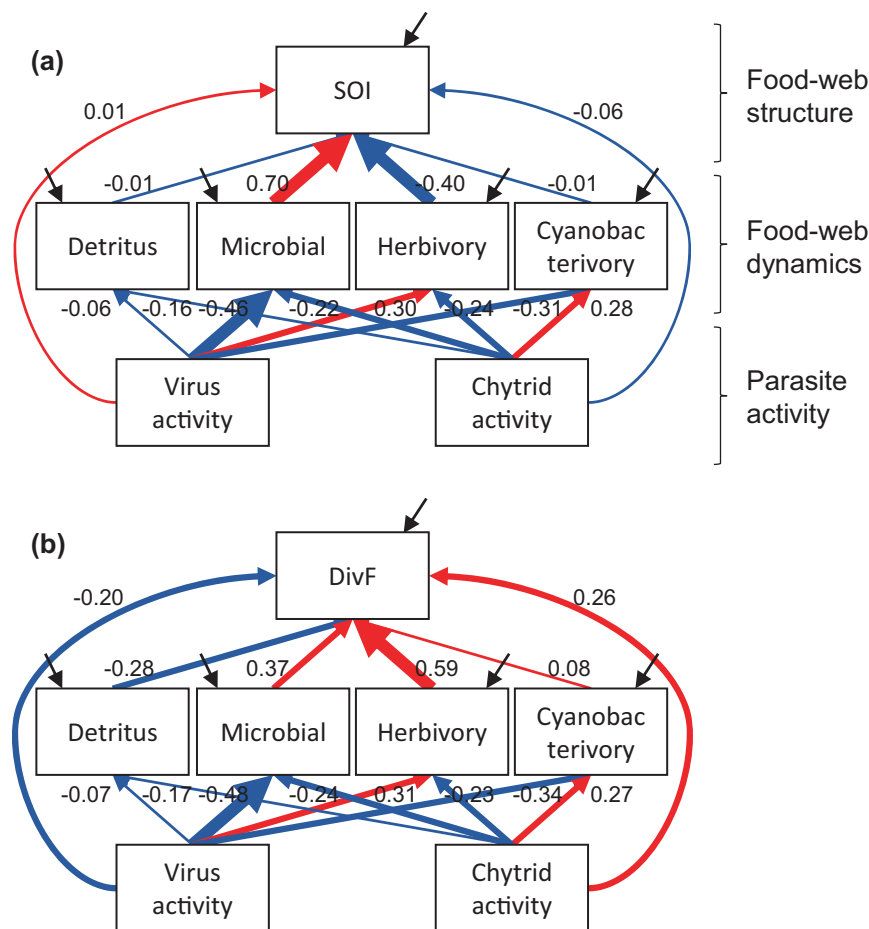 (a)
SOI
Food-web
structure
0.01
-0.06
-0.01
0.70
-0.40
-0.01
Detritus
Microbial
Herbivory
Cyanobac
terivory
Food-web
dynamics
-0.06
-0.16
-0.46
-0.22
0.30
-0.24
-0.31
0.28
Virus
activity
Chytrid
activity
Parasite
activity
(b)
DivF
-0.20
0.26
-0.28
0.37
0.59
0.08
Detritus
Microbial
Herbivory
Cyanobac
terivory
-0.07
-0.17
-0.48
-0.24
0.31
-0.23
-0.34
0.27
Virus
activity
Chytrid
activity